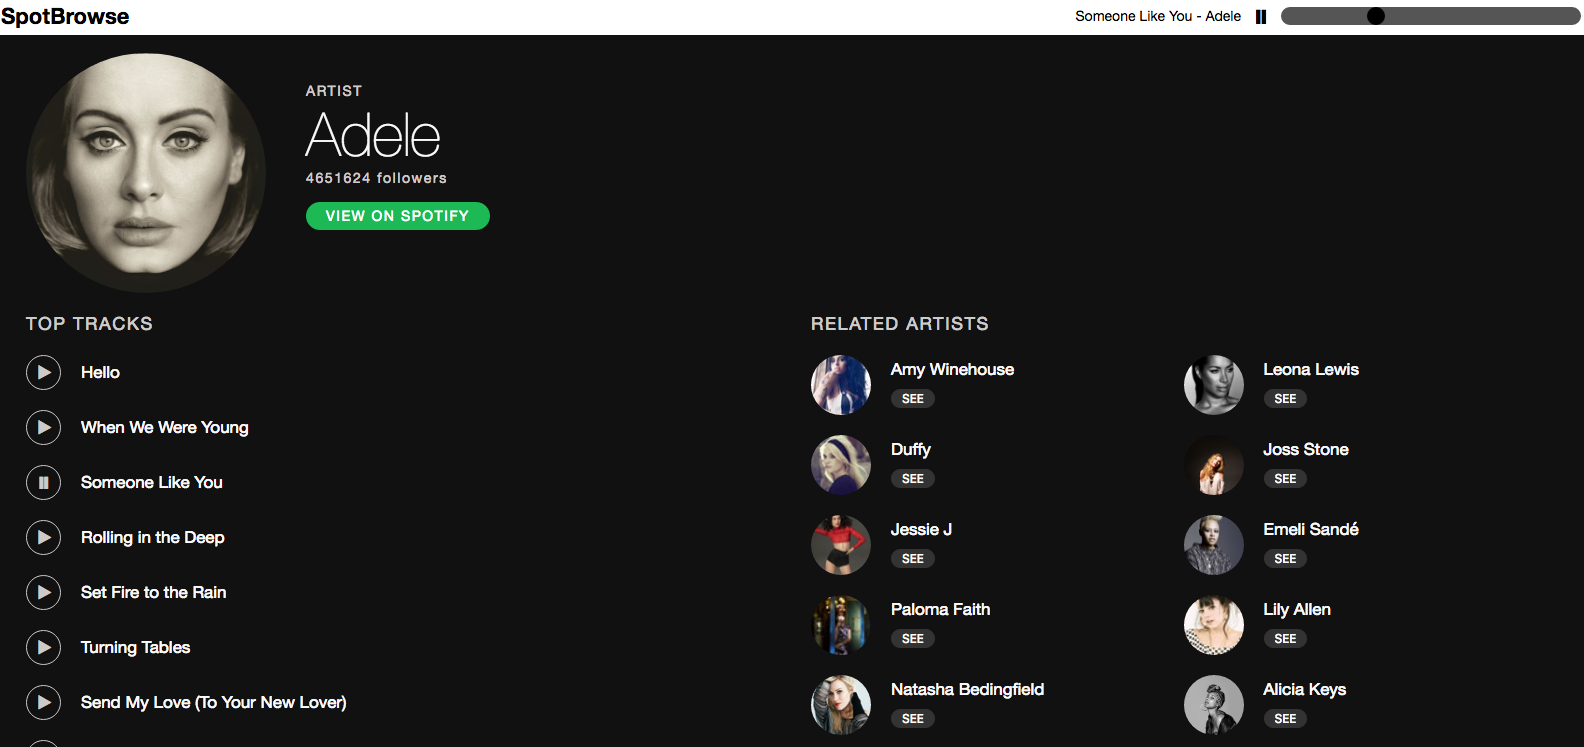 SpotBrowse
Someone Like You - Adele
ARTIST
Adele
4651624 followers
VIEW ON SPOTIFY
TOP TRACKS
Hello
When We Were Young
Someone Like You
Rolling in the Deep
Set Fire to the Rain
Turning Tables
Send My Love (To Your New Lover)
RELATED ARTISTS
Amy Winehouse
SEE
Leona Lewis
SEE
Duffy
SEE
Joss Stone
SEE
Jessie J
SEE
Emeli Sandé
SEE
Paloma Faith
SEE
Lily Allen
SEE
Natasha Bedingfield
SEE
Alicia Keys
SEE